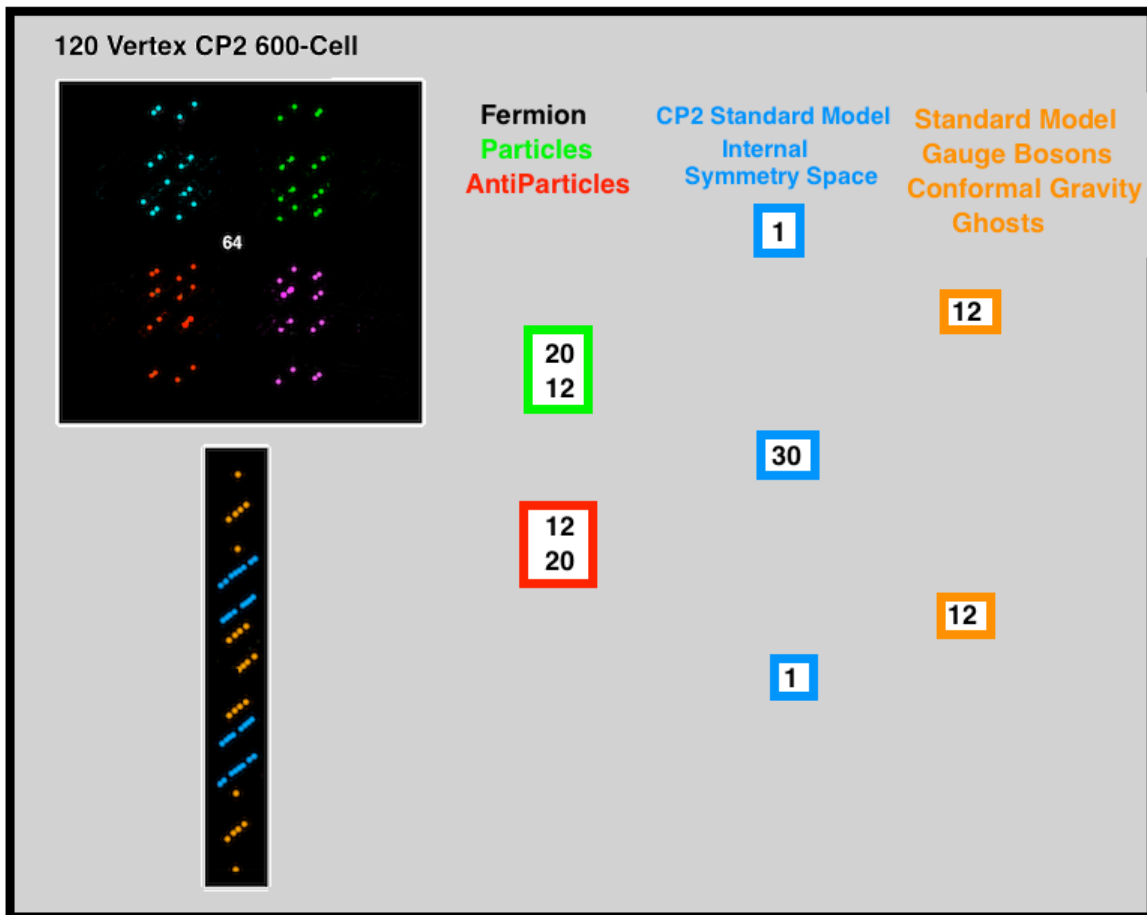 120 Vertex CP2 600-Cell
64
Fermion
Particles
AntiParticles
CP2 Standard Model
Internal
Symmetry Space
Standard Model
Gauge Bosons
Conformal Gravity
Ghosts
1
12
20
12
30
12
20
12
1